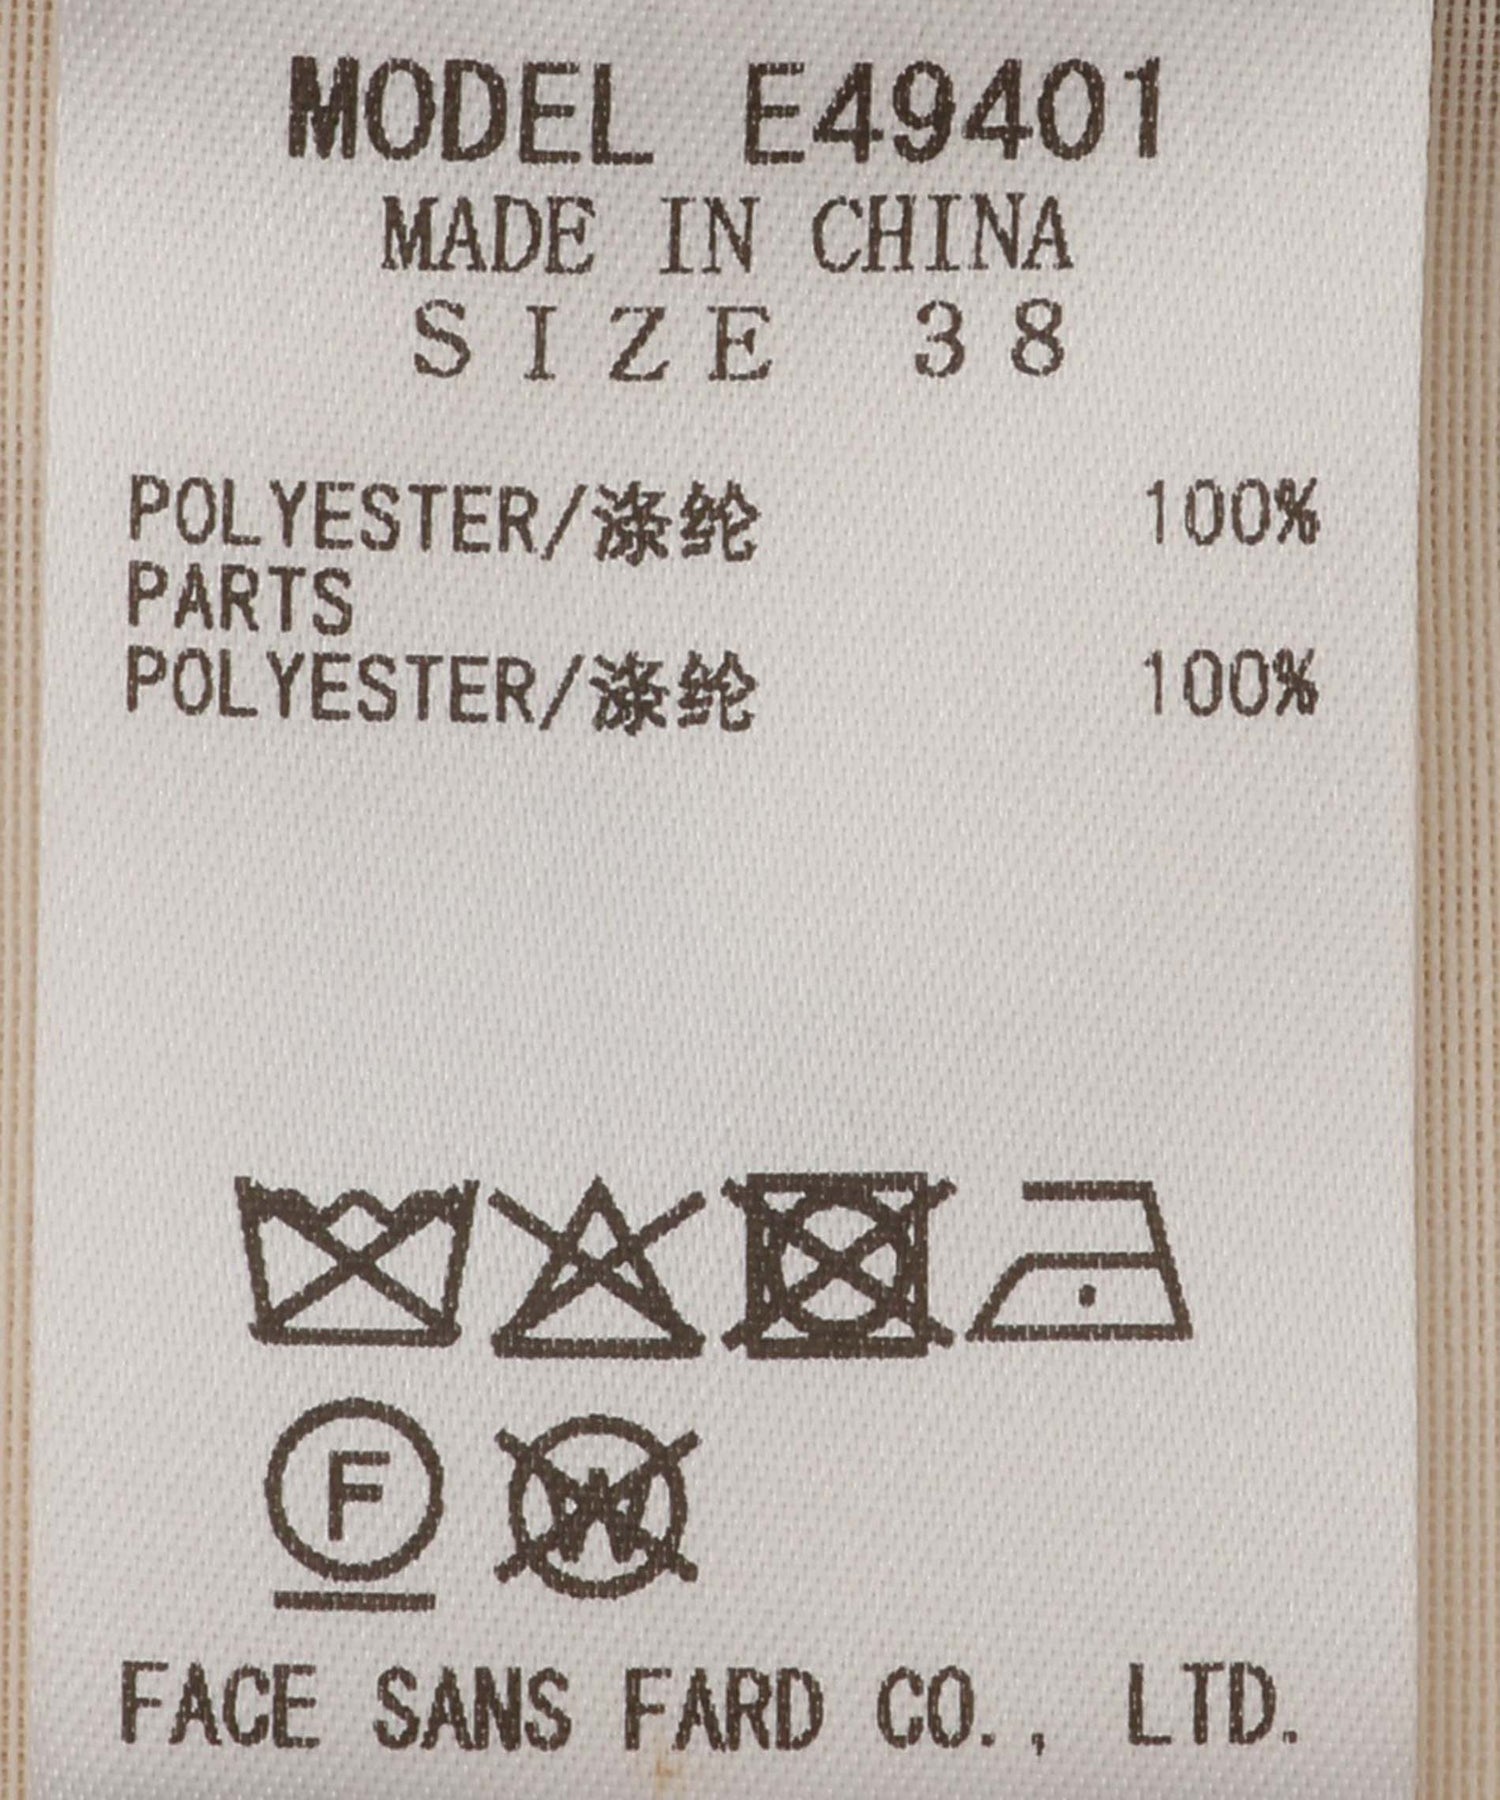 MODEL E49401
MADE IN CHINA
SIZE 38
POLYESTER/涤纶 100%
PARTS
POLYESTER/涤纶 100%
F W
FACE SANS FARD CO., LTD.